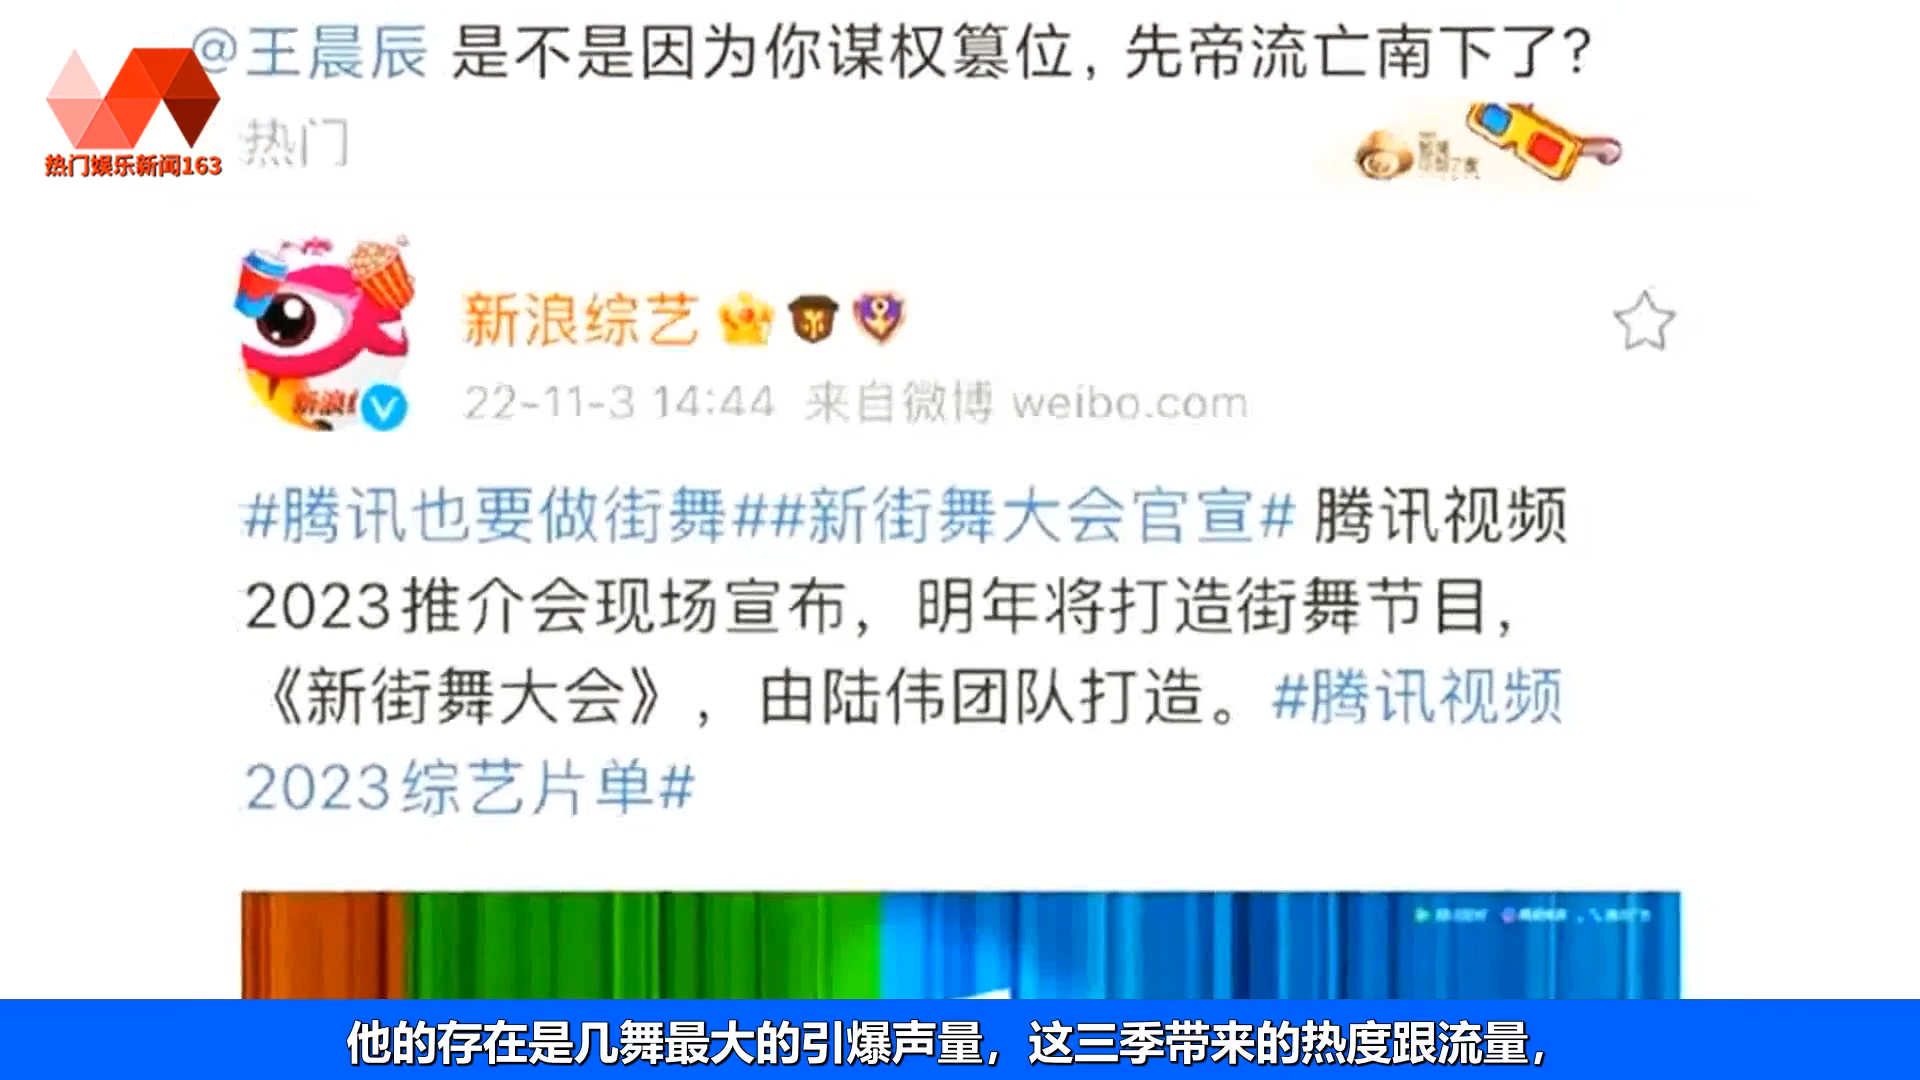 @王晨辰 是不是因为你谋权篡位，先帝流亡南下了？
热门
热门娱乐新闻163
新浪综艺
22-11-3 14:44 来自微博 weibo.com
#腾讯也要做街舞##新街舞大会官宣# 腾讯视频
2023推介会现场宣布，明年将打造街舞节目，
《新街舞大会》，由陆伟团队打造。#腾讯视频
2023综艺片单#
他的存在是几舞最大的引爆声量，这三季带来的热度跟流量，